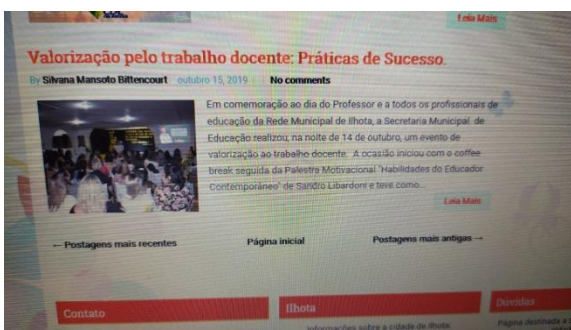 Leia Mais
Valorização pelo trabalho docente: Práticas de Sucesso.
By Silvana Mansolo Bittencourt outubro 15, 2019 No comments
Em comemoração ao dia do Professor e a todos os profissionais de
educação da Rede Municipal de Ilhota, a Secretaria Municipal de
Educação realizou, na noite de 14 de outubro, um evento de
valorização ao trabalho docente. A ocasião iniciou com o coffee
break seguida da Palestra Motivacional "Habilidades do Educador
Contemporâneo" de Sandro Libardoni e teve como...
Leia Mais
← Postagens mais recentes Página inicial Postagens mais antigas →
Contato Ilhota Dúvidas
Informações sobre a cidade de Ilhota. Página destinada a